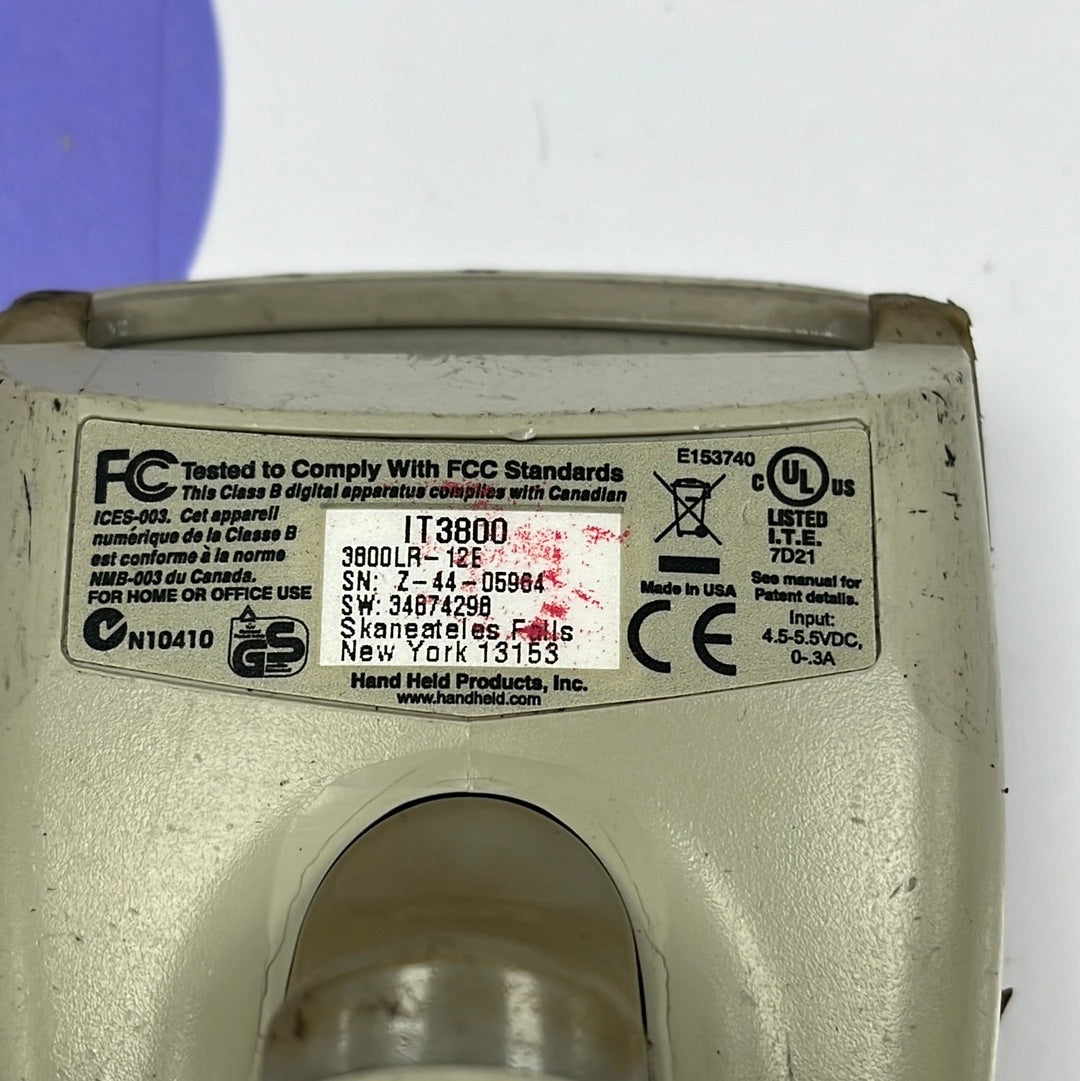 FC Tested to Comply With FCC Standards
This Class B digital apparatus complies with Canadian
ICES-003. Cet appareil
numérique de la Classe B
est conforme à la norme
NMB-003 du Canada.
FOR HOME OR OFFICE USE
N10410
GS
IT3800
3800LR-12E
SN: Z-44-05964
SW: 34674298
Skaneateles Falls
New York 13153
Hand Held Products, Inc.
www.handheld.com
E153740
C UL US
LISTED
I.T.E.
7D21
Made in USA
CE
See manual for
Patent details.
Input:
4.5-5.5VDC,
0-.3A